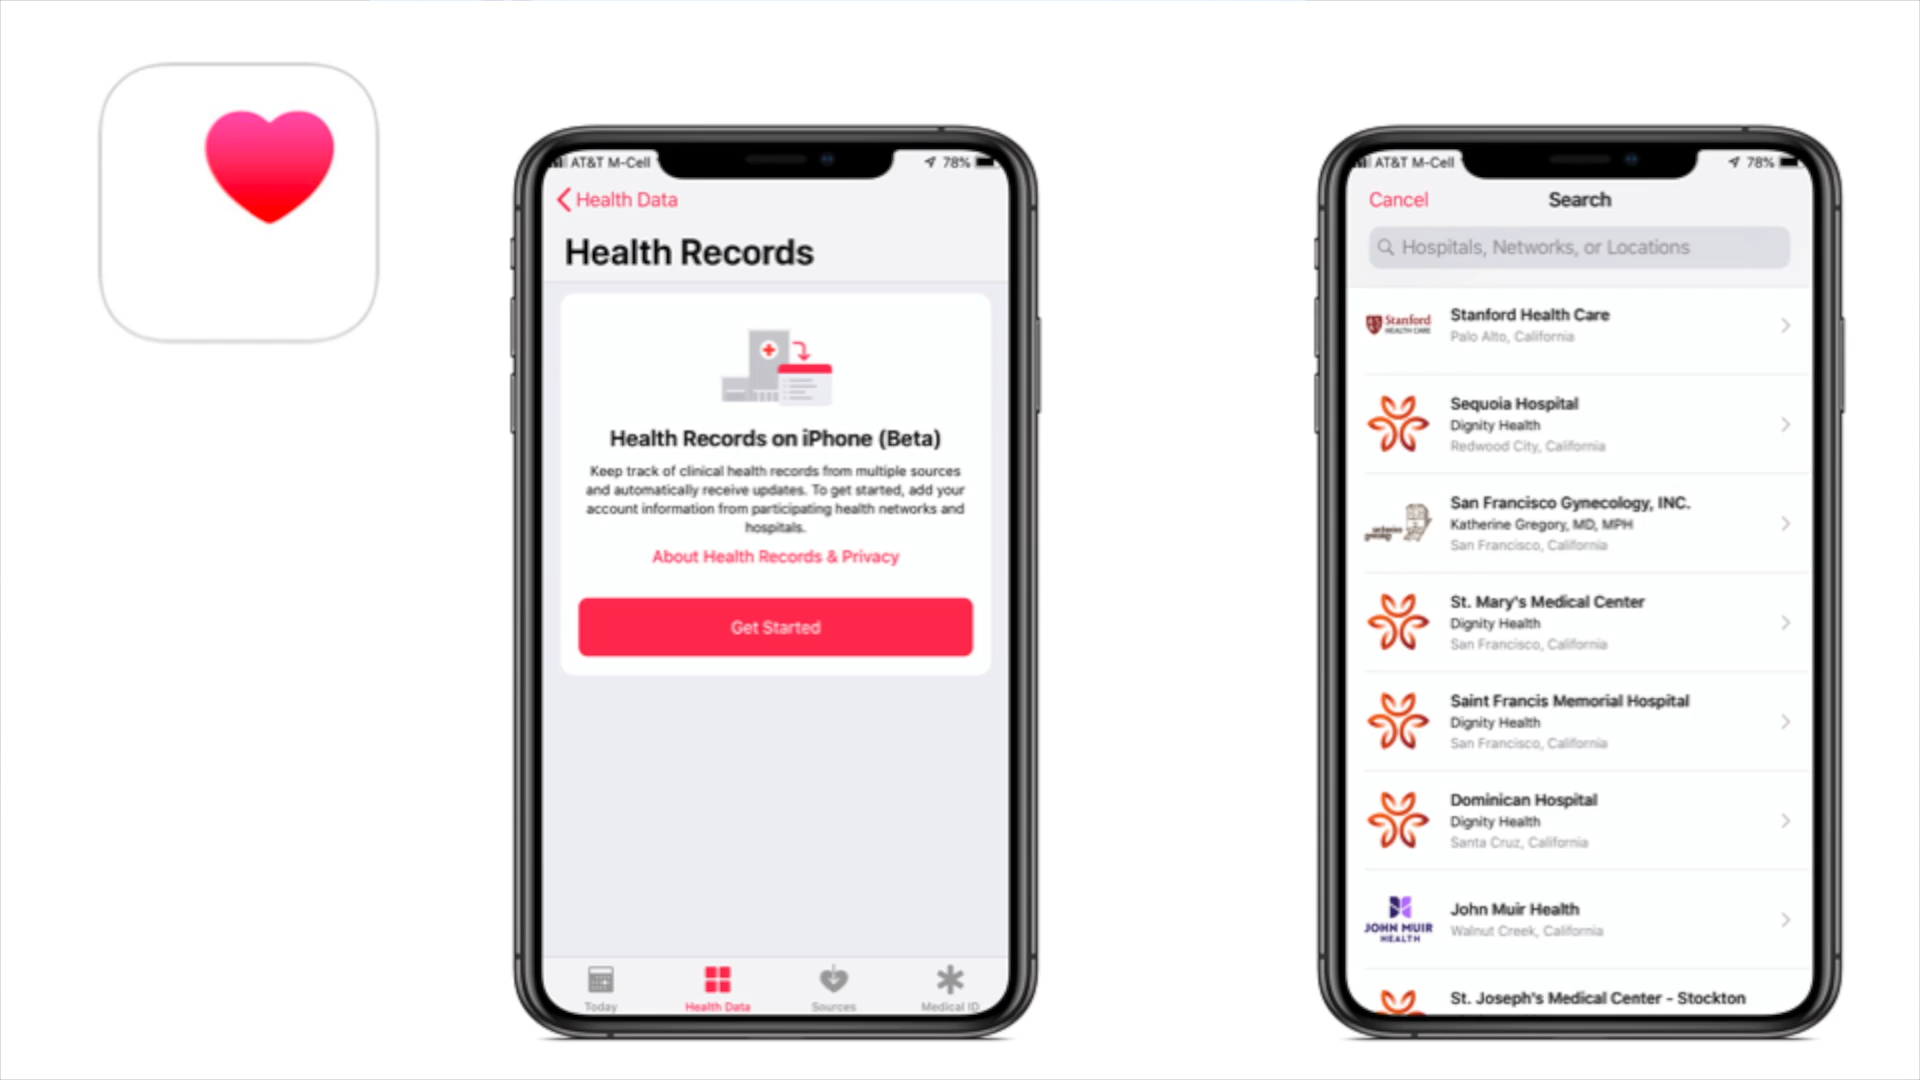 AT&T M-Cell
78%
Health Data
Health Records
Health Records on iPhone (Beta)
Keep track of clinical health records from multiple sources
and automatically receive updates. To get started, add your
account information from participating health networks and
hospitals.
About Health Records & Privacy
Get Started
Today
Health Data
Sources
Medical ID
AT&T M-Cell
78%
Cancel
Search
Hospitals, Networks, or Locations
Stanford
HEALTH CARE
Stanford Health Care
Palo Alto, California
Sequoia Hospital
Dignity Health
Redwood City, California
San Francisco Gynecology, INC.
Katherine Gregory, MD, MPH
San Francisco, California
St. Mary's Medical Center
Dignity Health
San Francisco, California
Saint Francis Memorial Hospital
Dignity Health
San Francisco, California
Dominican Hospital
Dignity Health
Santa Cruz, California
JOHN MUIR
HEALTH
John Muir Health
Walnut Creek, California
St. Joseph's Medical Center - Stockton